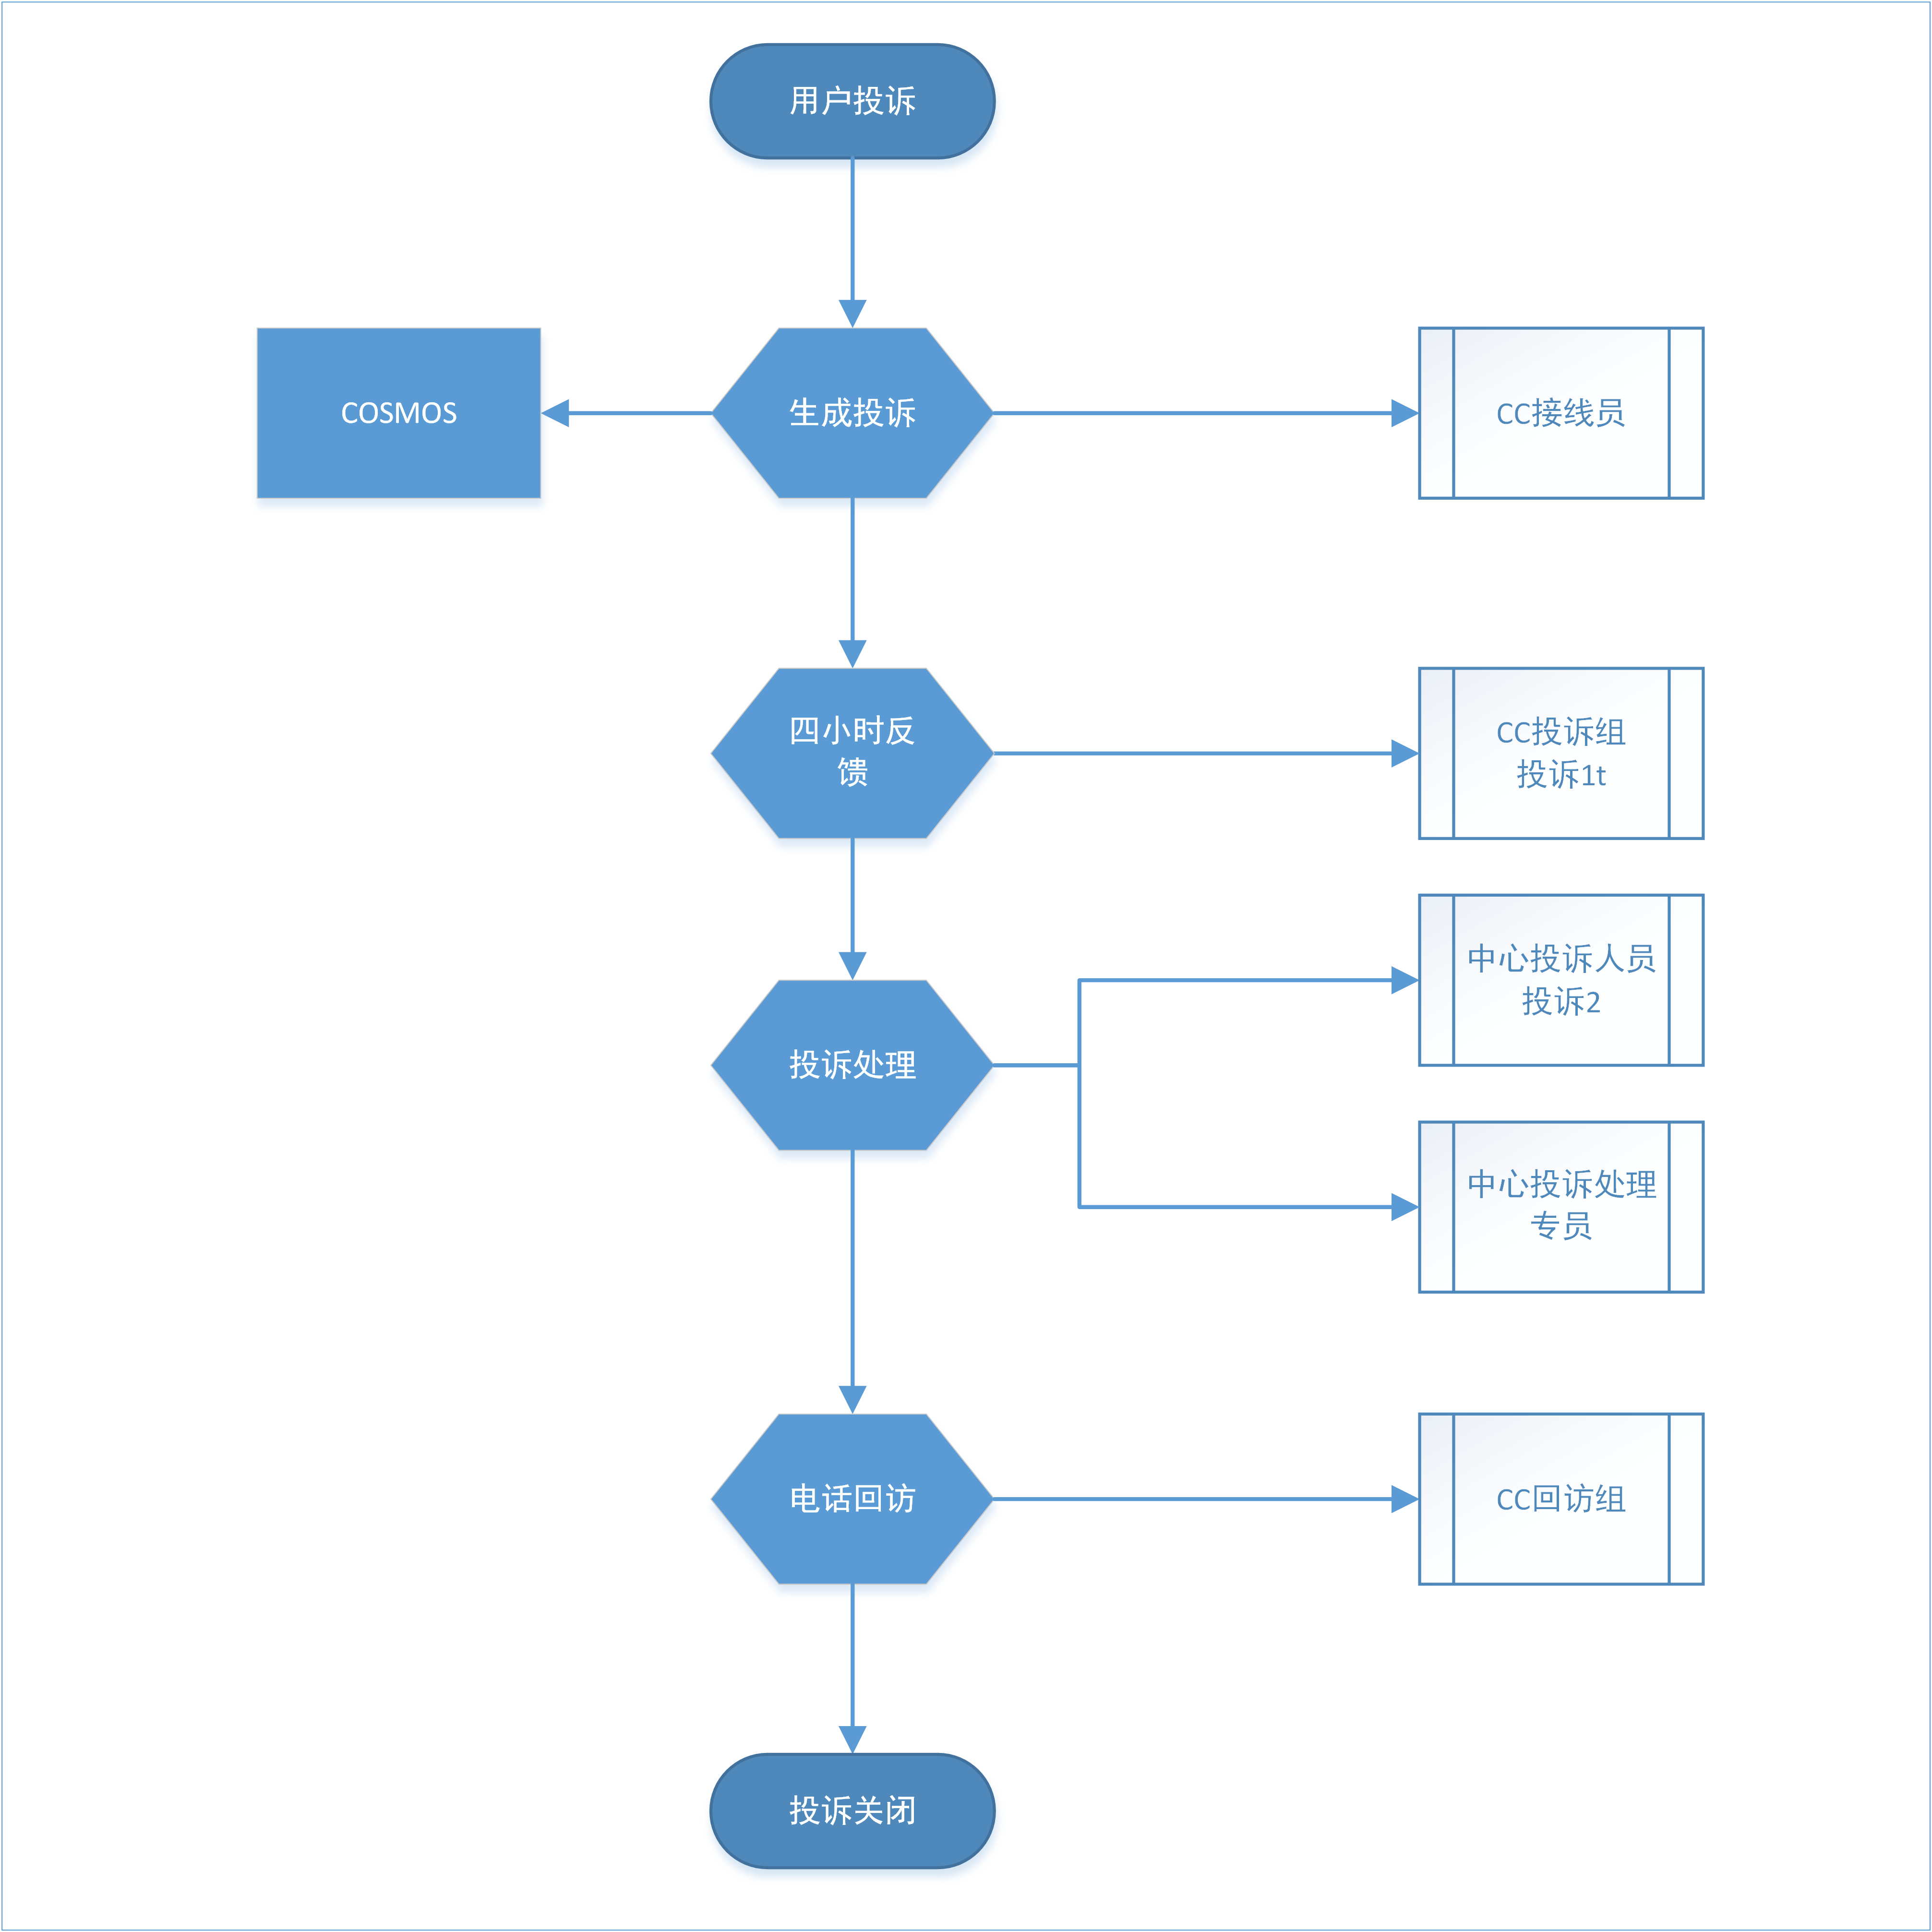 用户投诉
COSMOS
生成投诉
CC接线员
四小时反
馈
CC投诉组
投诉1t
中心投诉人员
投诉2
投诉处理
中心投诉处理
专员
电话回访
CC回访组
投诉关闭